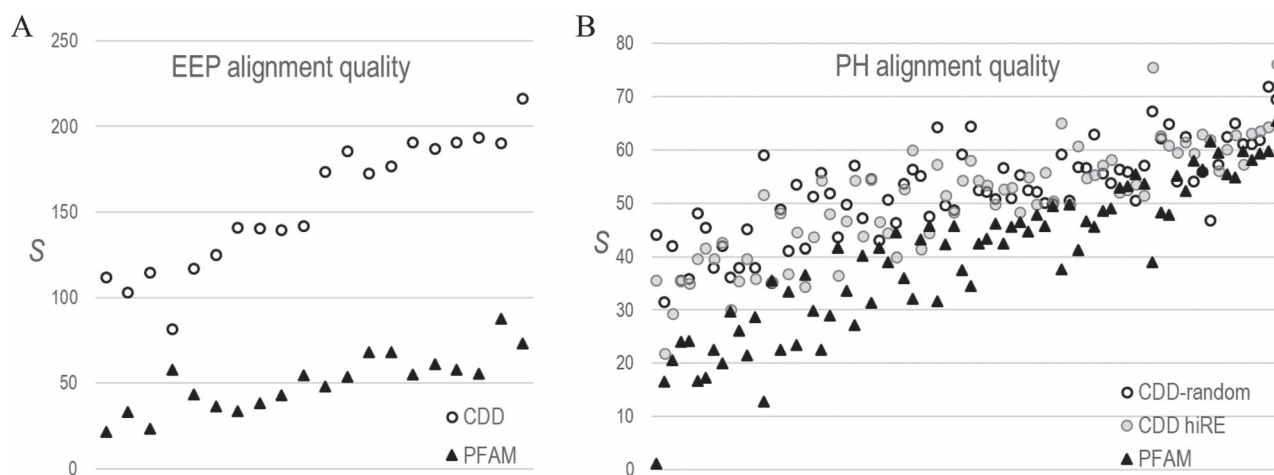 A
EEP alignment quality
250
200
150
100
50
0
S
CDD
PFAM
B
PH alignment quality
80
70
60
50
40
30
20
10
0
S
CDD-random
CDD hiRE
PFAM